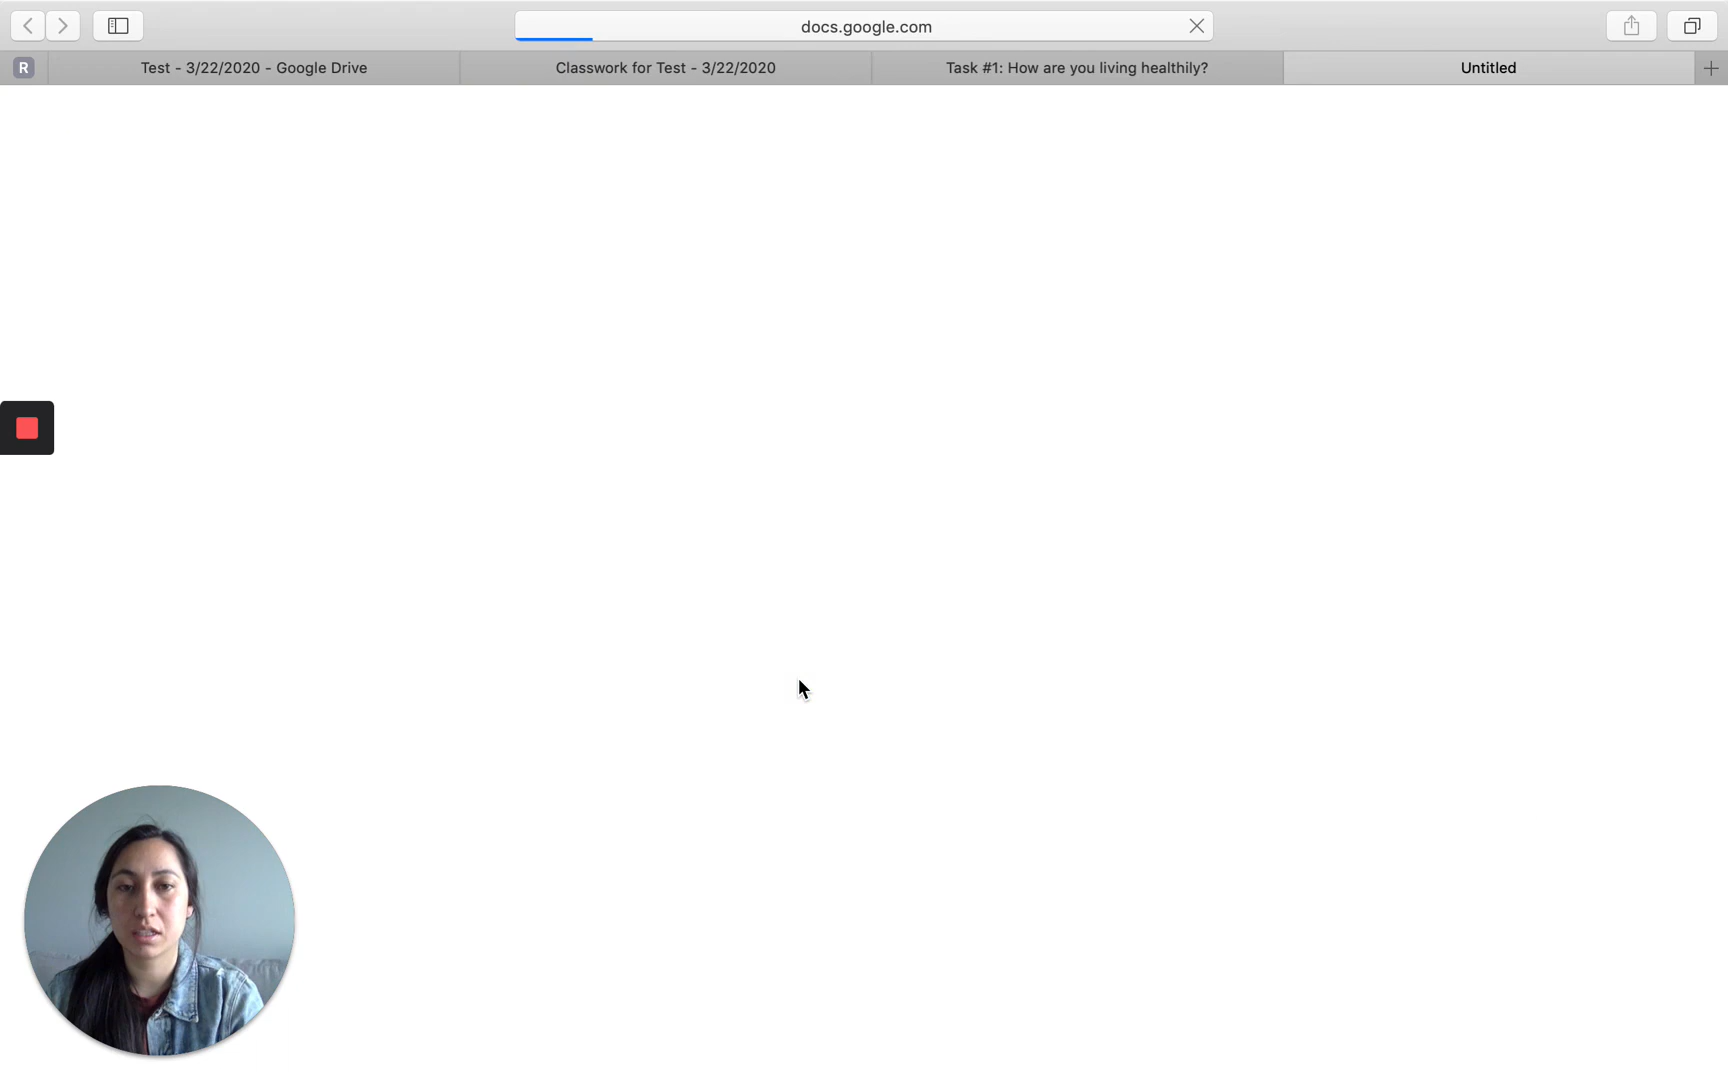 docs.google.com
R
Test - 3/22/2020 - Google Drive
Classwork for Test - 3/22/2020
Task #1: How are you living healthily?
Untitled